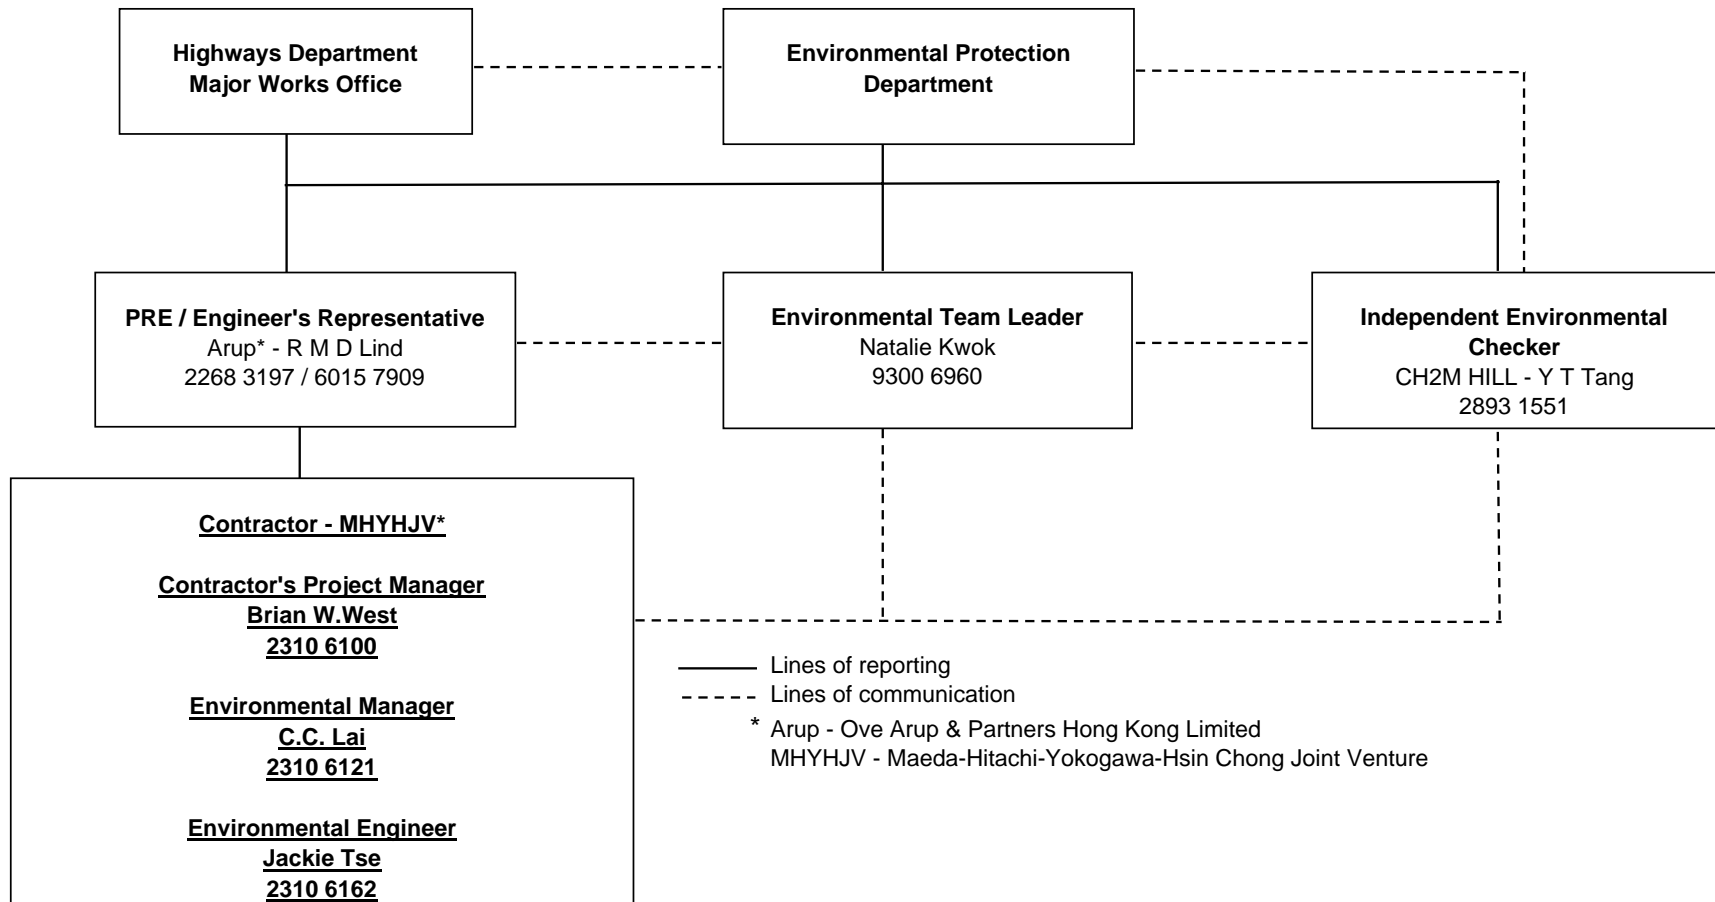 Highways Department
Major Works Office
Environmental Protection
Department
PRE / Engineer's Representative
Arup* - R M D Lind
2268 3197 / 6015 7909
Environmental Team Leader
Natalie Kwok
9300 6960
Independent Environmental
Checker
CH2M HILL - Y T Tang
2893 1551
Contractor - MHYHJV*
Contractor's Project Manager
Brian W.West
2310 6100
Environmental Manager
C.C. Lai
2310 6121
Environmental Engineer
Jackie Tse
2310 6162
Lines of reporting
Lines of communication
* Arup - Ove Arup & Partners Hong Kong Limited
MHYHJV - Maeda-Hitachi-Yokogawa-Hsin Chong Joint Venture